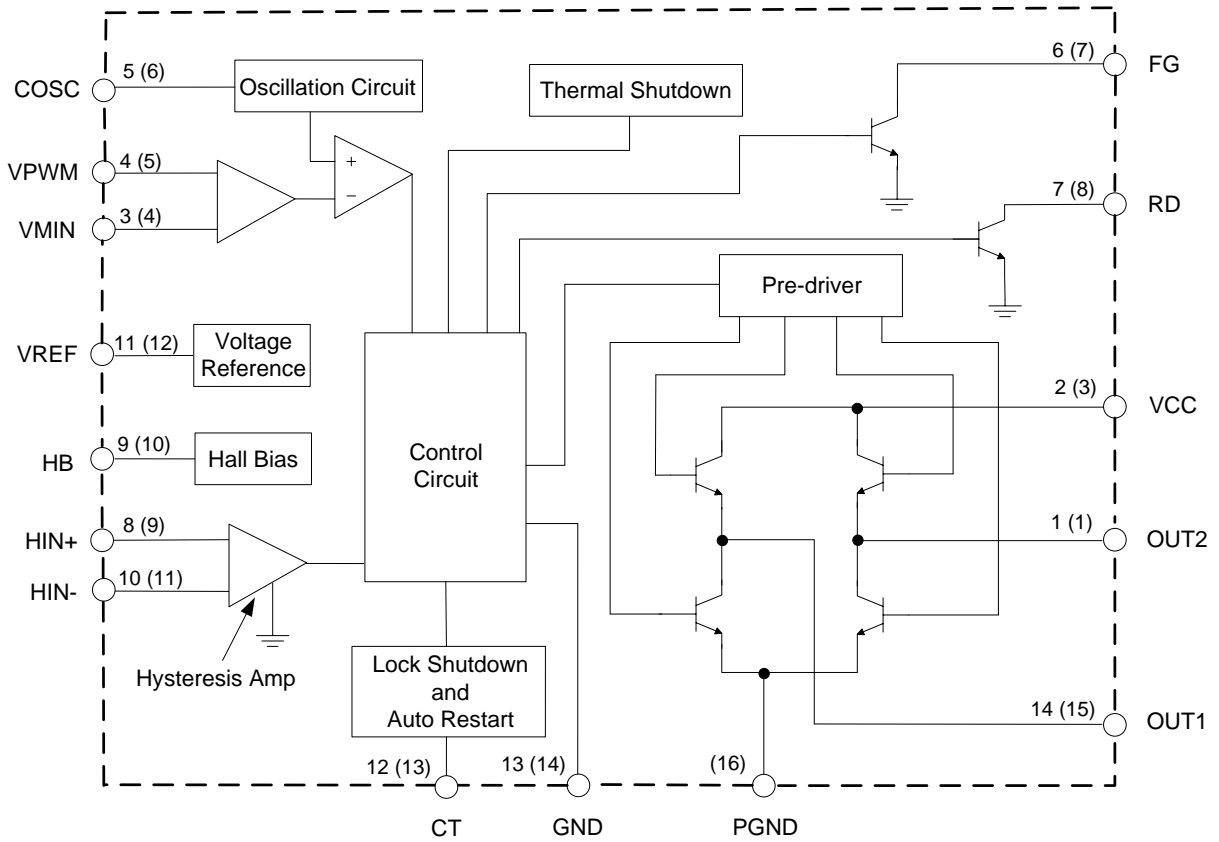 COSC
5 (6)
Oscillation Circuit
Thermal Shutdown
6 (7)
FG
VPWM
4 (5)
+
−
VMIN
3 (4)
7 (8)
RD
Pre-driver
VREF
11 (12)
Voltage
Reference
2 (3)
VCC
HB
9 (10)
Hall Bias
Control
Circuit
HIN+
8 (9)
1 (1)
OUT2
HIN-
10 (11)
Hysteresis Amp
Lock Shutdown
and
Auto Restart
14 (15)
OUT1
12 (13)
13 (14)
(16)
CT
GND
PGND